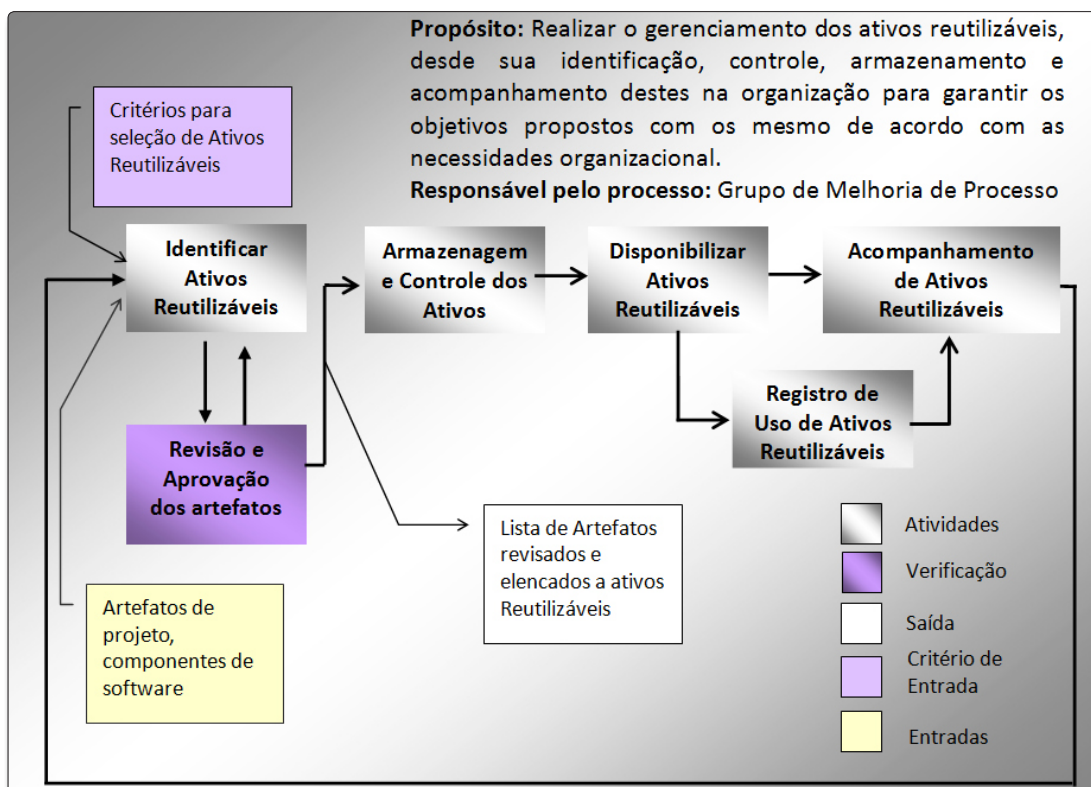 Propósito: Realizar o gerenciamento dos ativos reutilizáveis,
desde sua identificação, controle, armazenamento e
acompanhamento destes na organização para garantir os
objetivos propostos com os mesmo de acordo com as
necessidades organizacional.
Responsável pelo processo: Grupo de Melhoria de Processo
Critérios para
seleção de Ativos
Reutilizáveis
Identificar
Ativos
Reutilizáveis
Armazenagem
e Controle dos
Ativos
Disponibilizar
Ativos
Reutilizáveis
Acompanhamento
de Ativos
Reutilizáveis
Registro de
Uso de Ativos
Reutilizáveis
Revisão e
Aprovação
dos artefatos
Lista de Artefatos
revisados e
elencados a ativos
Reutilizáveis
Artefatos de
projeto,
componentes de
software
Atividades
Verificação
Saída
Critério de
Entrada
Entradas